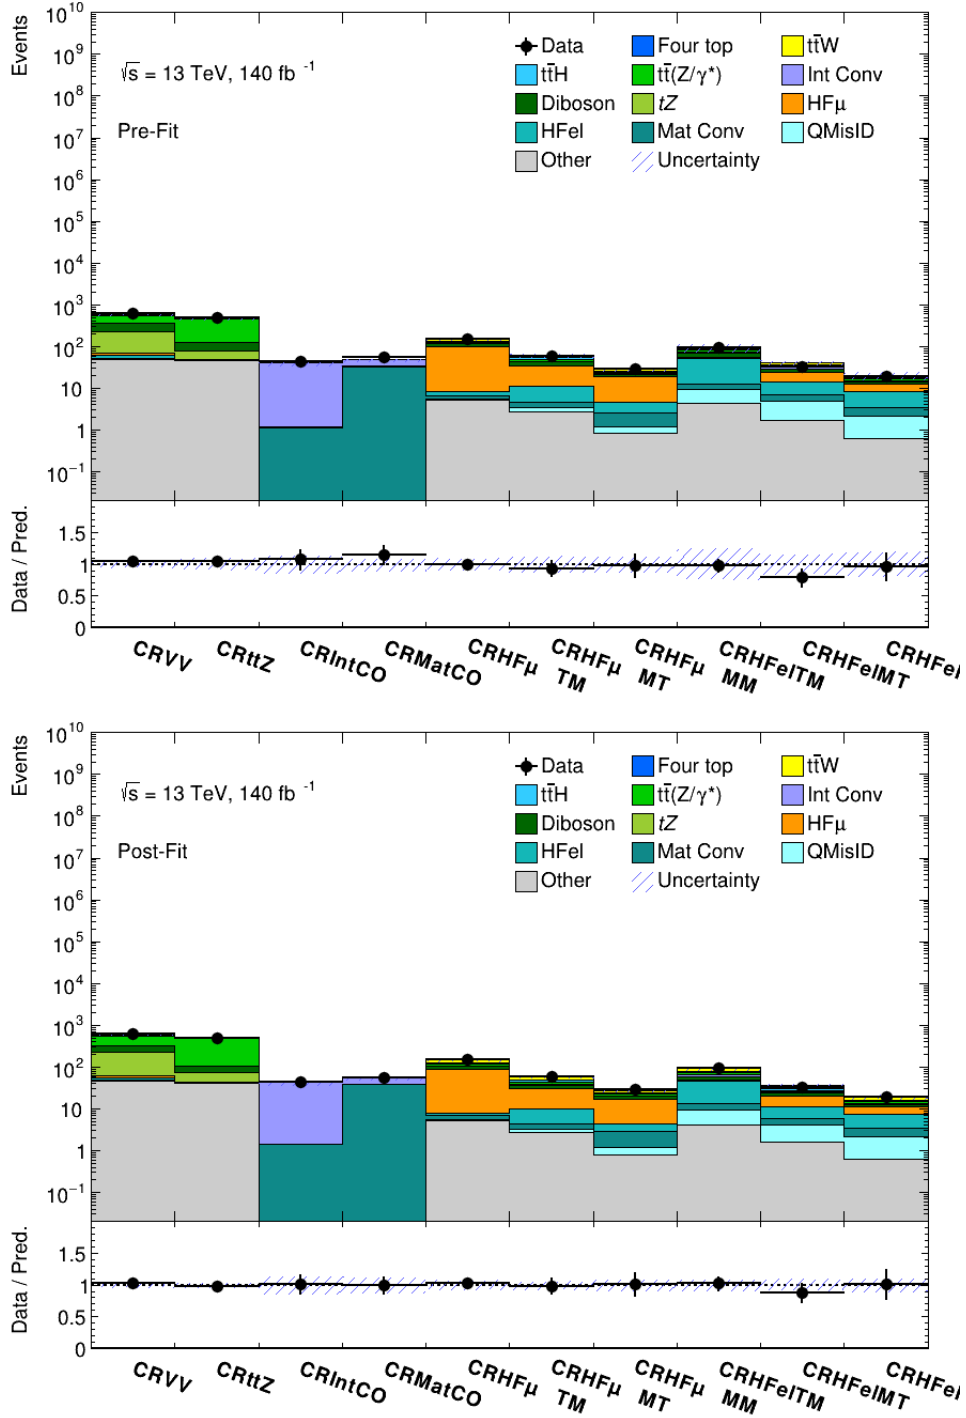 Events
10^10
10^9
10^8
10^7
10^6
10^5
10^4
10^3
10^2
10
1
10^−1
√s = 13 TeV, 140 fb^-1
Pre-Fit
Data Four top tt̄W
tt̄H tt̄(Z/γ*) Int Conv
Diboson tZ HFμ
HFel Mat Conv QMisID
Other Uncertainty
Data / Pred.
1.5
1
0.5
0
CRVV CRttZ CRIntCO CRMatCO CRHFμ TM CRHFμ MT CRHFμ MM CRHFelTM CRHFelMT CRHFel
Events
10^10
10^9
10^8
10^7
10^6
10^5
10^4
10^3
10^2
10
1
10^−1
√s = 13 TeV, 140 fb^-1
Post-Fit
Data Four top tt̄W
tt̄H tt̄(Z/γ*) Int Conv
Diboson tZ HFμ
HFel Mat Conv QMisID
Other Uncertainty
Data / Pred.
1.5
1
0.5
0
CRVV CRttZ CRIntCO CRMatCO CRHFμ TM CRHFμ MT CRHFμ MM CRHFelTM CRHFelMT CRHFel